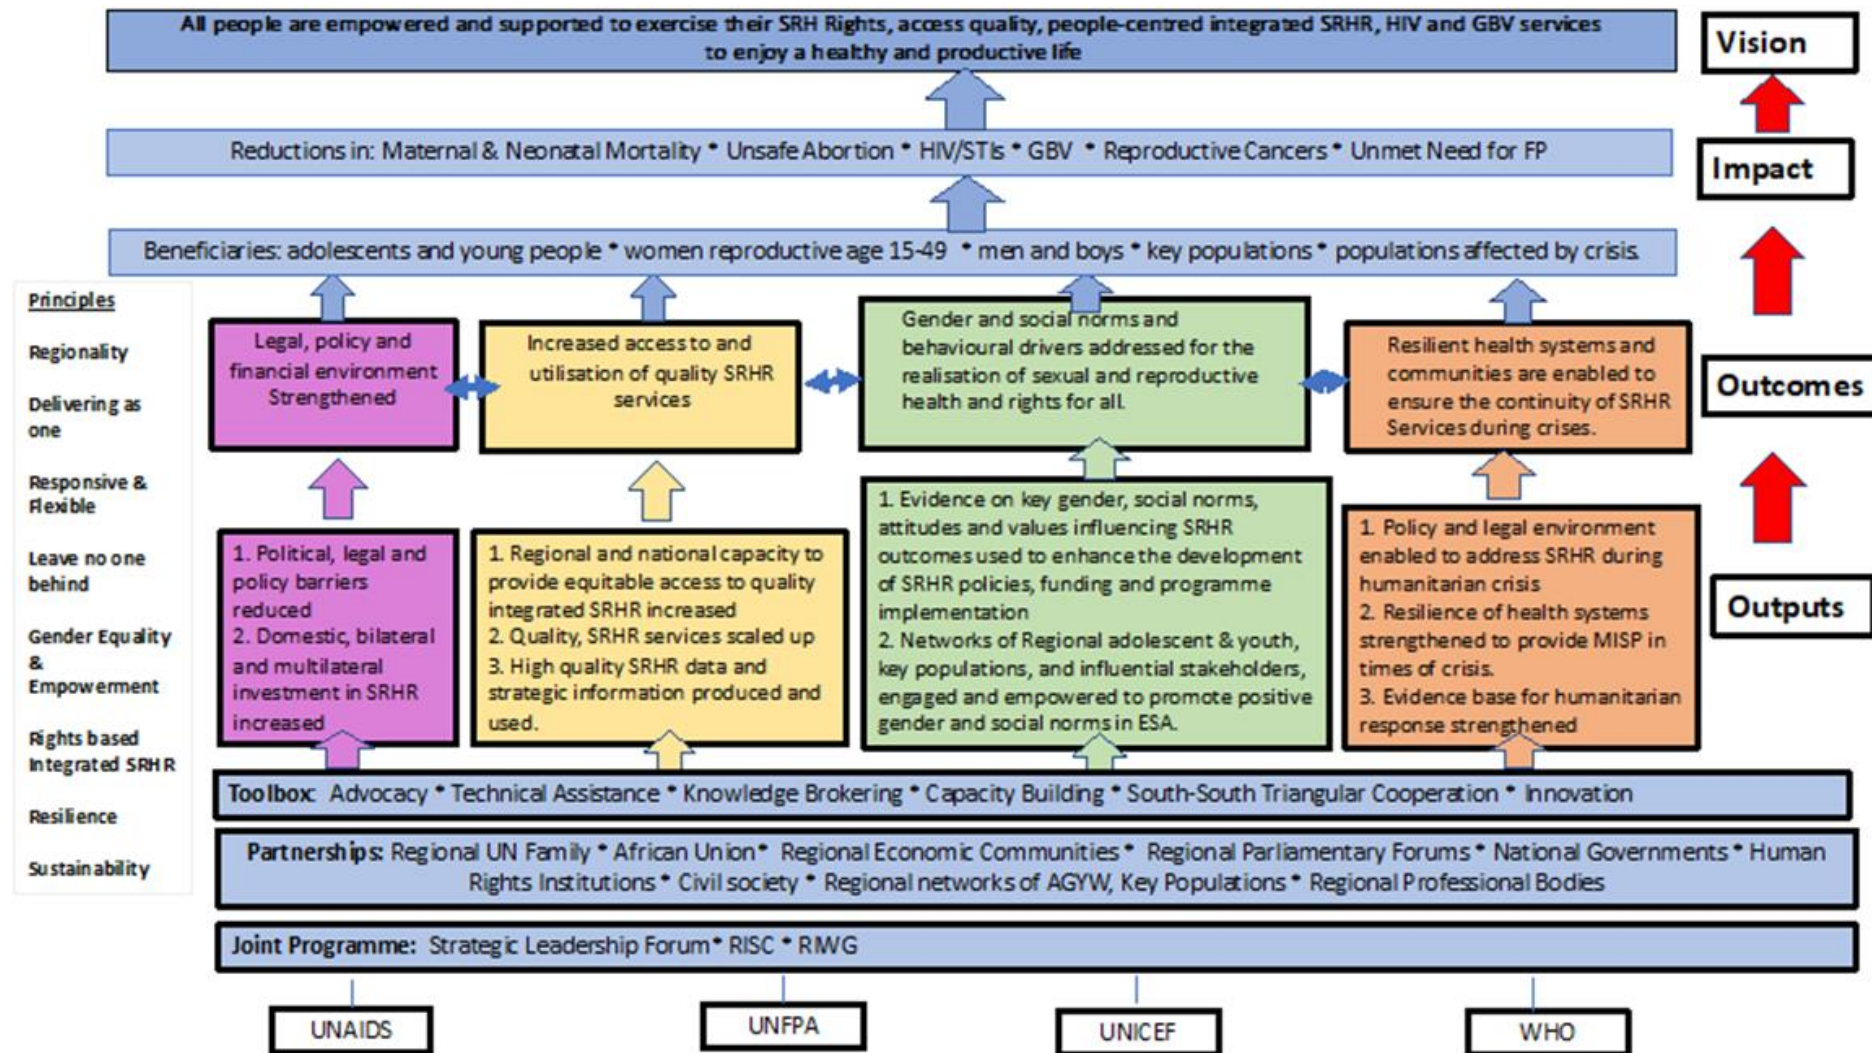 All people are empowered and supported to exercise their SRH Rights, access quality, people-centred integrated SRHR, HIV and GBV services
to enjoy a healthy and productive life
Vision
Reductions in: Maternal & Neonatal Mortality * Unsafe Abortion * HIV/STIs * GBV * Reproductive Cancers * Unmet Need for FP
Impact
Beneficiaries: adolescents and young people * women reproductive age 15-49 * men and boys * key populations * populations affected by crisis.
Principles
Regionality
Delivering as
one
Responsive &
Flexible
Leave no one
behind
Gender Equality
&
Empowerment
Rights based
Integrated SRHR
Resilience
Sustainability
Legal, policy and
financial environment
Strengthened
Increased access to and
utilisation of quality SRHR
services
Gender and social norms and
behavioural drivers addressed for the
realisation of sexual and reproductive
health and rights for all.
Resilient health systems and
communities are enabled to
ensure the continuity of SRHR
Services during crises.
Outcomes
1. Political, legal and
policy barriers
reduced
2. Domestic, bilateral
and multilateral
investment in SRHR
increased
1. Regional and national capacity to
provide equitable access to quality
integrated SRHR increased
2. Quality, SRHR services scaled up
3. High quality SRHR data and
strategic information produced and
used.
1. Evidence on key gender, social norms,
attitudes and values influencing SRHR
outcomes used to enhance the development
of SRHR policies, funding and programme
implementation
2. Networks of Regional adolescent & youth,
key populations, and influential stakeholders,
engaged and empowered to promote positive
gender and social norms in ESA.
1. Policy and legal environment
enabled to address SRHR during
humanitarian crisis
2. Resilience of health systems
strengthened to provide MISP in
times of crisis.
3. Evidence base for humanitarian
response strengthened
Outputs
Toolbox: Advocacy * Technical Assistance * Knowledge Brokering * Capacity Building * South-South Triangular Cooperation * Innovation
Partnerships: Regional UN Family * African Union * Regional Economic Communities * Regional Parliamentary Forums * National Governments * Human
Rights Institutions * Civil society * Regional networks of AGYW, Key Populations * Regional Professional Bodies
Joint Programme: Strategic Leadership Forum * RISC * RIWG
UNAIDS
UNFPA
UNICEF
WHO